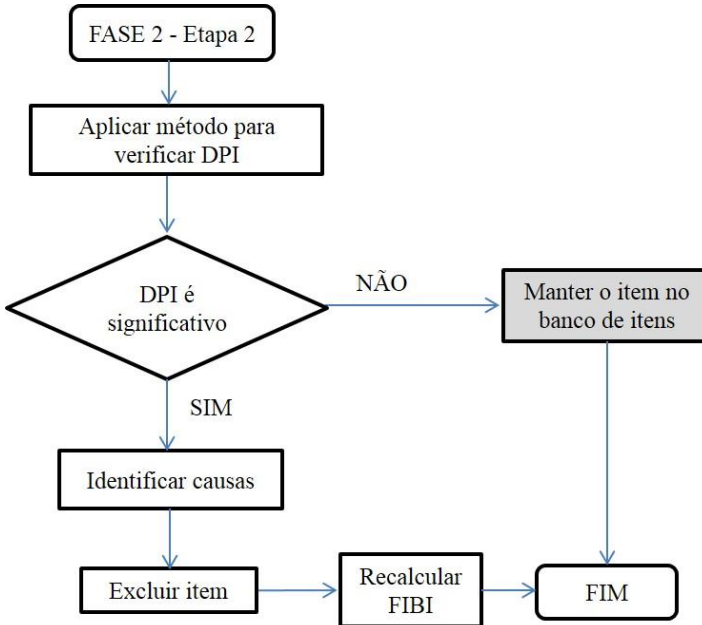 FASE 2 - Etapa 2
Aplicar método para
verificar DPI
DPI é
significativo
NÃO
Manter o item no
banco de itens
SIM
Identificar causas
Excluir item
Recalcular
FIBI
FIM